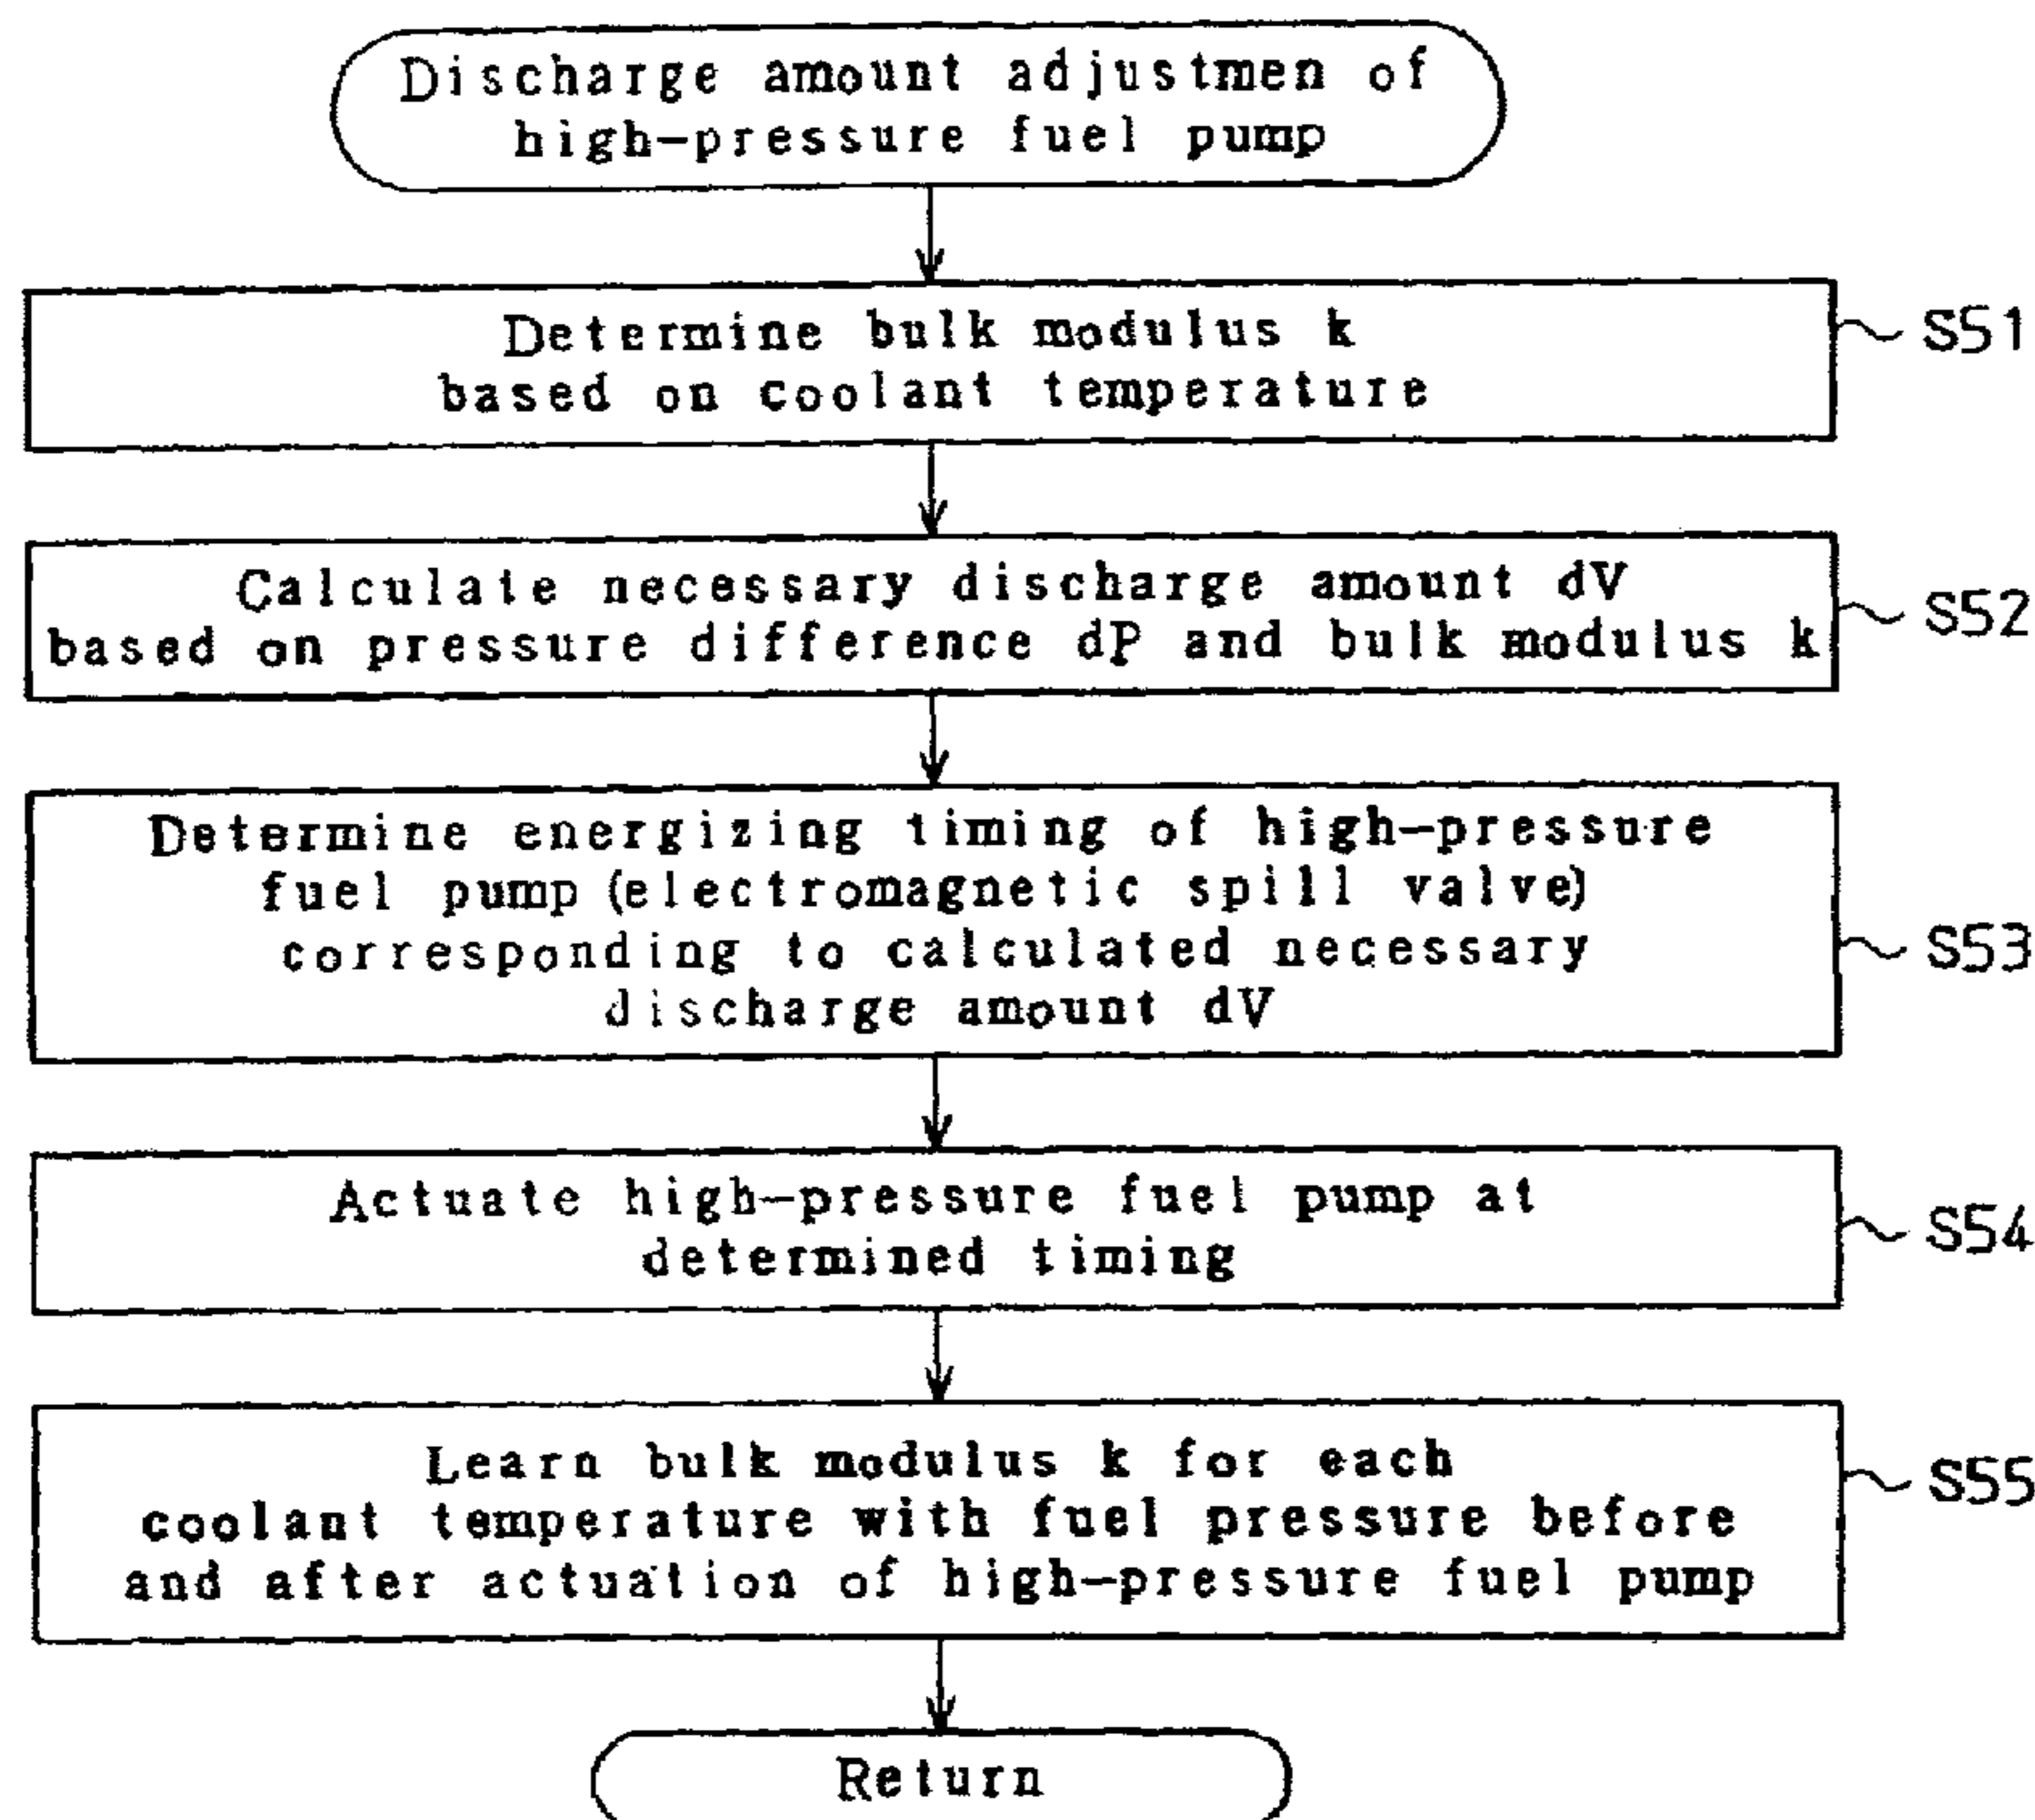 Discharge amount adjustmen of
high-pressure fuel pump
Determine bulk modulus k
based on coolant temperature
S51
Calculate necessary discharge amount dV
based on pressure difference dP and bulk modulus k
S52
Determine energizing timing of high-pressure
fuel pump (electromagnetic spill valve)
corresponding to calculated necessary
discharge amount dV
S53
Actuate high-pressure fuel pump at
determined timing
S54
Learn bulk modulus k for each
coolant temperature with fuel pressure before
and after actuation of high-pressure fuel pump
S55
Return